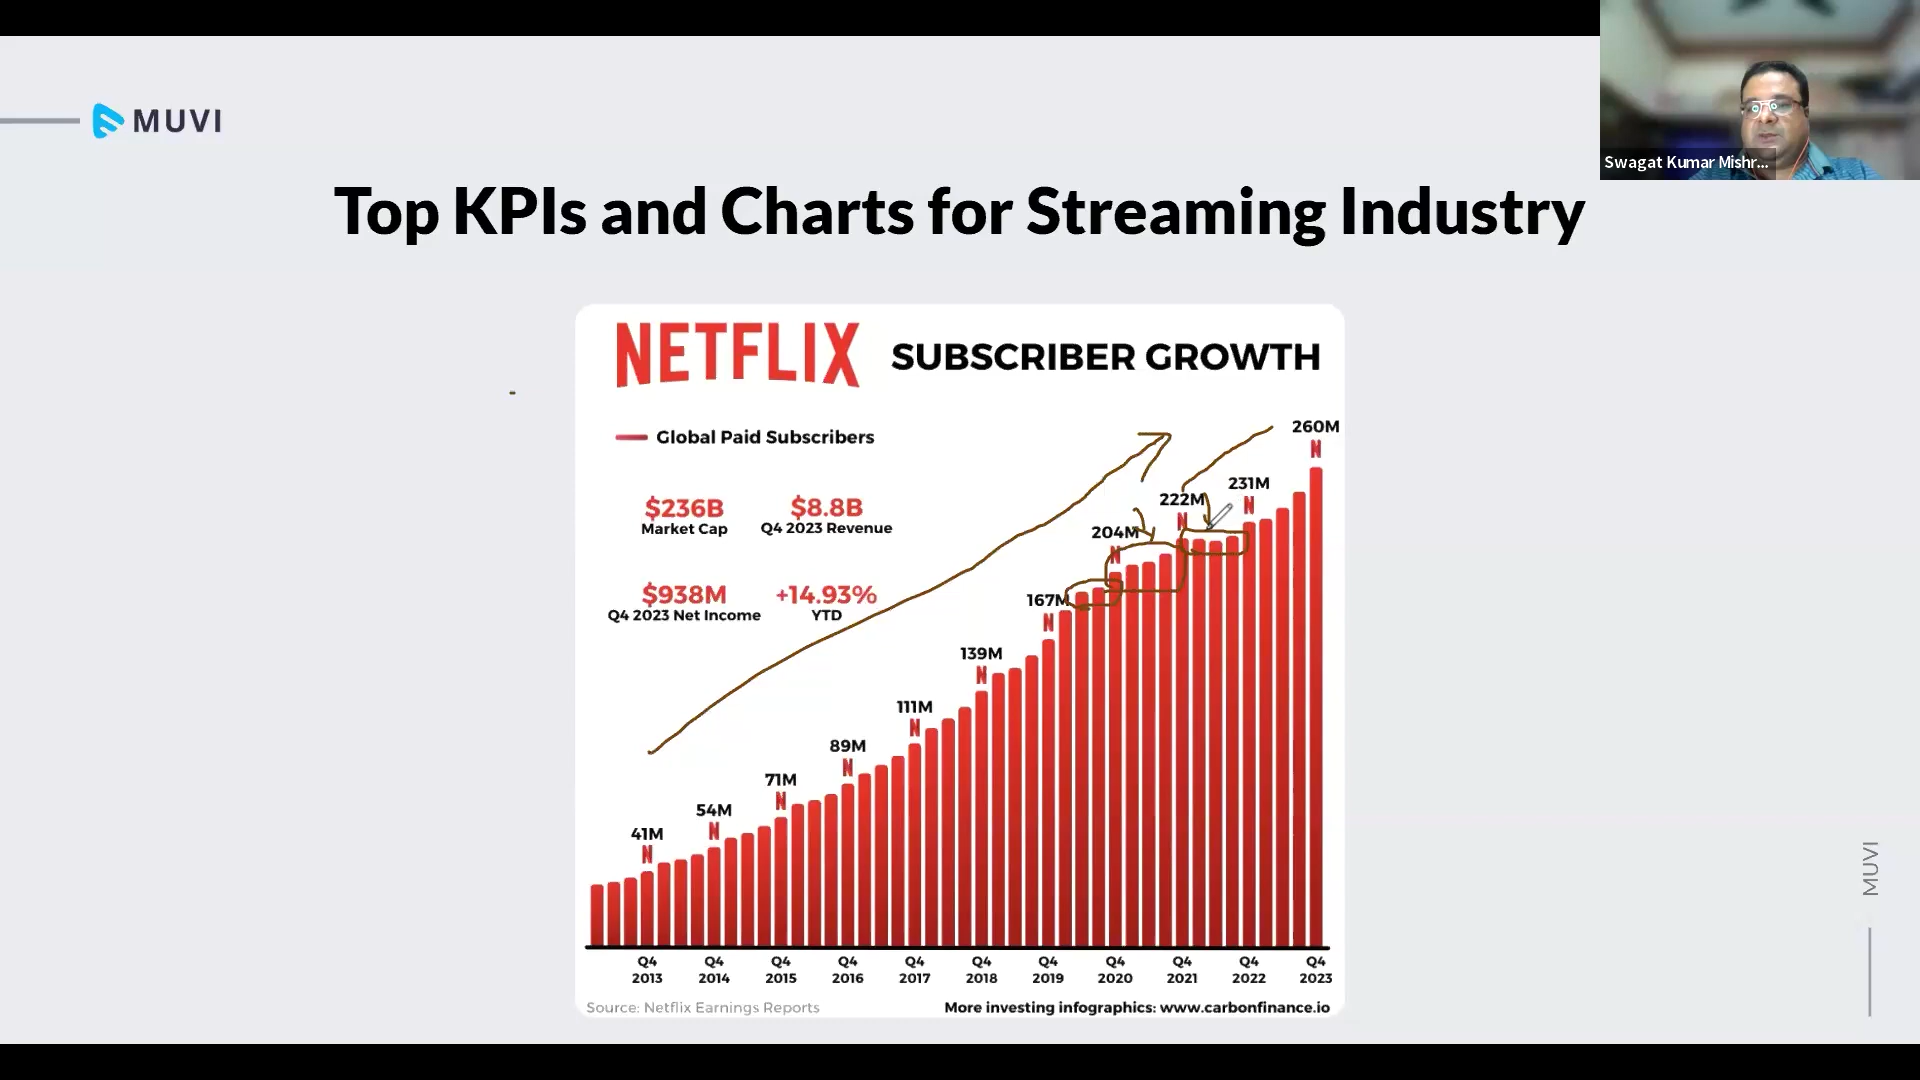 MUVI
Swagat Kumar Mishr...
Top KPIs and Charts for Streaming Industry
NETFLIX SUBSCRIBER GROWTH
Global Paid Subscribers
$236B
Market Cap
$8.8B
Q4 2023 Revenue
$938M
Q4 2023 Net Income
+14.93%
YTD
41M
54M
71M
89M
111M
139M
167M
204M
222M
231M
260M
N
N
N
N
N
N
N
N
N
N
N
Q4 2013
Q4 2014
Q4 2015
Q4 2016
Q4 2017
Q4 2018
Q4 2019
Q4 2020
Q4 2021
Q4 2022
Q4 2023
Source: Netflix Earnings Reports
More investing infographics: www.carbonfinance.io
MUVI